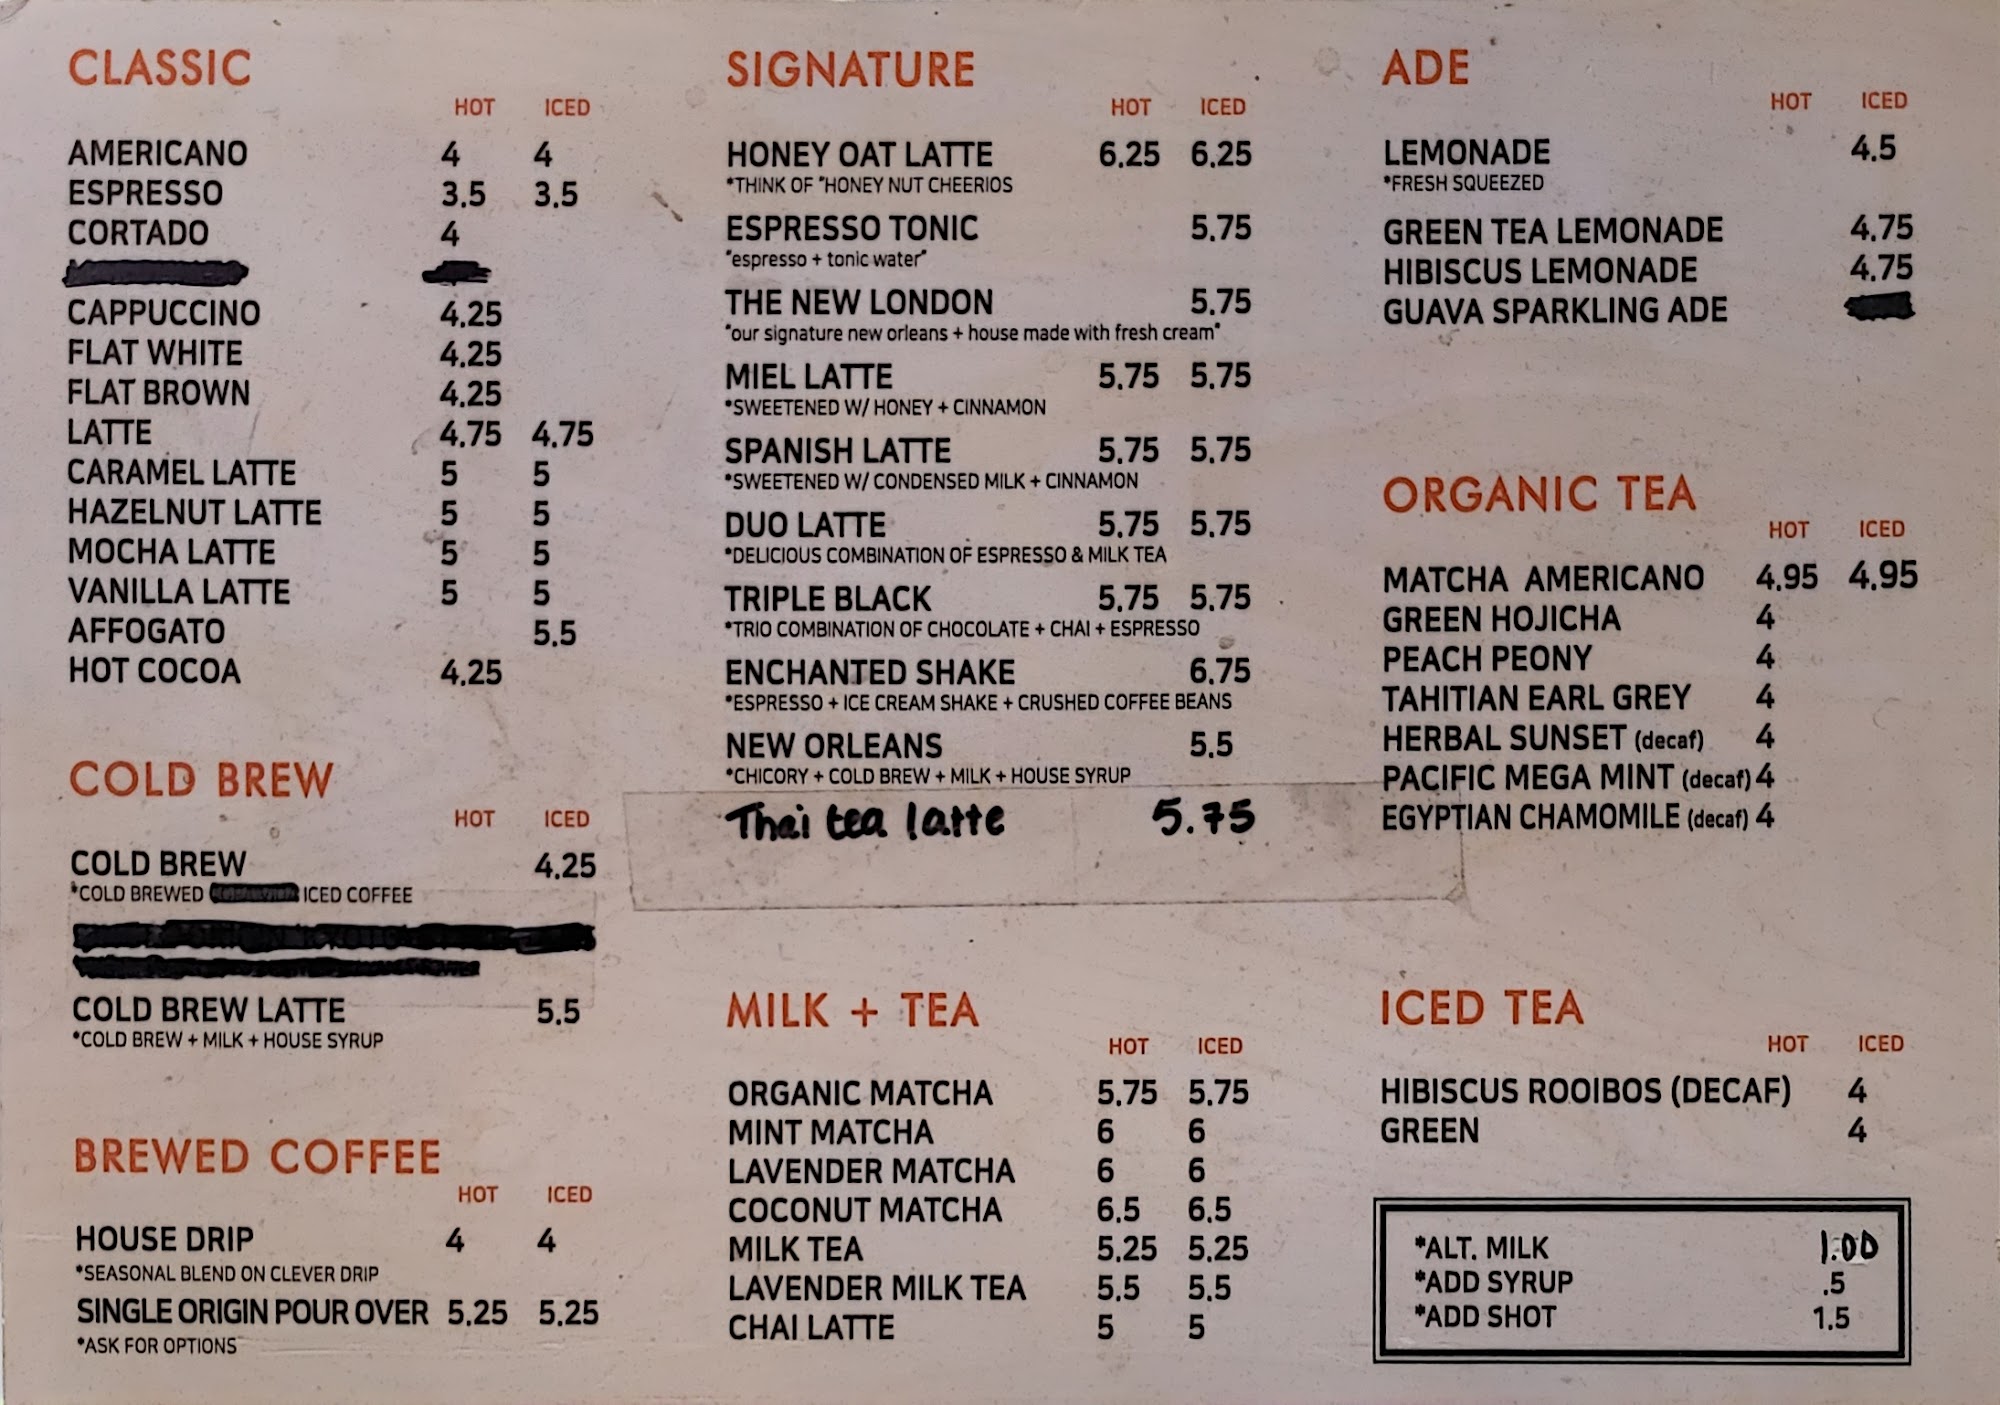 CLASSIC
HOT ICED
AMERICANO 4 4
ESPRESSO 3.5 3.5
CORTADO 4
CAPPUCCINO 4.25
FLAT WHITE 4.25
FLAT BROWN 4.25
LATTE 4.75 4.75
CARAMEL LATTE 5 5
HAZELNUT LATTE 5 5
MOCHA LATTE 5 5
VANILLA LATTE 5 5
AFFOGATO 5.5
HOT COCOA 4.25
COLD BREW
HOT ICED
COLD BREW 4.25
*COLD BREWED ICED COFFEE
COLD BREW LATTE 5.5
*COLD BREW + MILK + HOUSE SYRUP
BREWED COFFEE
HOT ICED
HOUSE DRIP 4 4
*SEASONAL BLEND ON CLEVER DRIP
SINGLE ORIGIN POUR OVER 5.25 5.25
*ASK FOR OPTIONS
SIGNATURE
HOT ICED
HONEY OAT LATTE 6.25 6.25
*THINK OF "HONEY NUT CHEERIOS
ESPRESSO TONIC 5.75
"espresso + tonic water"
THE NEW LONDON 5.75
"our signature new orleans + house made with fresh cream"
MIEL LATTE 5.75 5.75
*SWEETENED W/ HONEY + CINNAMON
SPANISH LATTE 5.75 5.75
*SWEETENED W/ CONDENSED MILK + CINNAMON
DUO LATTE 5.75 5.75
*DELICIOUS COMBINATION OF ESPRESSO & MILK TEA
TRIPLE BLACK 5.75 5.75
*TRIO COMBINATION OF CHOCOLATE + CHAI + ESPRESSO
ENCHANTED SHAKE 6.75
*ESPRESSO + ICE CREAM SHAKE + CRUSHED COFFEE BEANS
NEW ORLEANS 5.5
*CHICORY + COLD BREW + MILK + HOUSE SYRUP
Thai tea latte 5.75
MILK + TEA
HOT ICED
ORGANIC MATCHA 5.75 5.75
MINT MATCHA 6 6
LAVENDER MATCHA 6 6
COCONUT MATCHA 6.5 6.5
MILK TEA 5.25 5.25
LAVENDER MILK TEA 5.5 5.5
CHAI LATTE 5 5
ADE
HOT ICED
LEMONADE 4.5
*FRESH SQUEEZED
GREEN TEA LEMONADE 4.75
HIBISCUS LEMONADE 4.75
GUAVA SPARKLING ADE
ORGANIC TEA
HOT ICED
MATCHA AMERICANO 4.95 4.95
GREEN HOJICHA 4
PEACH PEONY 4
TAHITIAN EARL GREY 4
HERBAL SUNSET (decaf) 4
PACIFIC MEGA MINT (decaf) 4
EGYPTIAN CHAMOMILE (decaf) 4
ICED TEA
HOT ICED
HIBISCUS ROOIBOS (DECAF) 4
GREEN 4
*ALT. MILK 1.00
*ADD SYRUP .5
*ADD SHOT 1.5